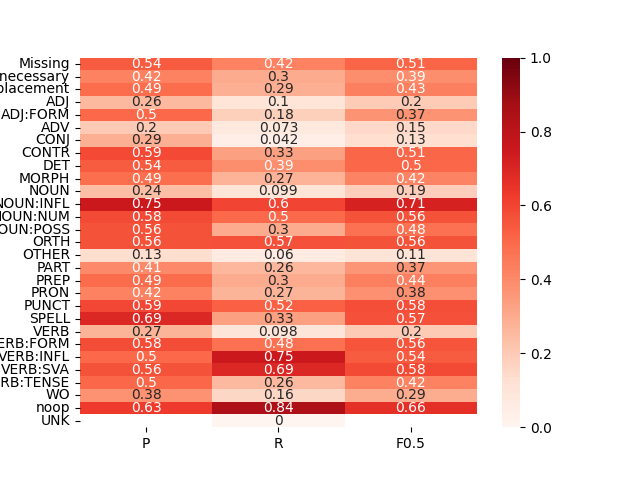 Missing 0.54 0.42 0.51
necessary 0.42 0.3 0.39
placement 0.49 0.29 0.43
ADJ 0.26 0.1 0.2
ADJ:FORM 0.5 0.18 0.37
ADV 0.2 0.073 0.15
CONJ 0.29 0.042 0.13
CONTR 0.59 0.33 0.51
DET 0.54 0.39 0.5
MORPH 0.49 0.27 0.42
NOUN 0.24 0.099 0.19
NOUN:INFL 0.75 0.6 0.71
NOUN:NUM 0.58 0.5 0.56
OUN:POSS 0.56 0.3 0.48
ORTH 0.56 0.57 0.56
OTHER 0.13 0.06 0.11
PART 0.41 0.26 0.37
PREP 0.49 0.3 0.44
PRON 0.42 0.27 0.38
PUNCT 0.59 0.52 0.58
SPELL 0.69 0.33 0.57
VERB 0.27 0.098 0.2
ERB:FORM 0.58 0.48 0.56
VERB:INFL 0.5 0.75 0.54
VERB:SVA 0.56 0.69 0.58
RB:TENSE 0.5 0.26 0.42
WO 0.38 0.16 0.29
noop 0.63 0.84 0.66
UNK 0
P R F0.5
1.0
0.8
0.6
0.4
0.2
0.0